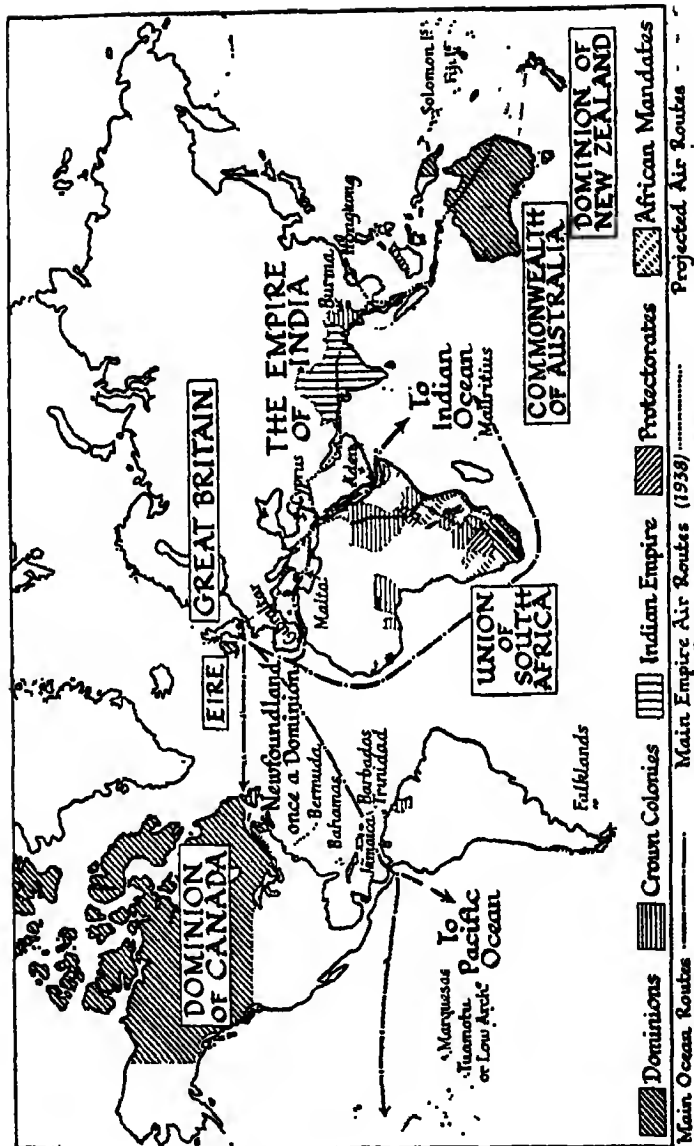 DOMINION
OF CANADA
EIRE
GREAT BRITAIN
Newfoundland
once a Dominion
Bermuda
Bahamas
Jamaica
Barbados
Trinidad
To
Pacific
Ocean
Marquesas
Tuamotu
or Low Arch.
Falklands
Gibraltar
Malta
Cyprus
Aden
THE EMPIRE
OF INDIA
Burma
Hongkong
To
Indian
Ocean
Mauritius
UNION
OF
SOUTH
AFRICA
Solomon Is.
Fiji Is.
COMMONWEALTH
OF AUSTRALIA
DOMINION OF
NEW ZEALAND
Dominions
Crown Colonies
Indian Empire
Protectorates
African Mandates
Main Ocean Routes
Main Empire Air Routes (1938)
Projected Air Routes